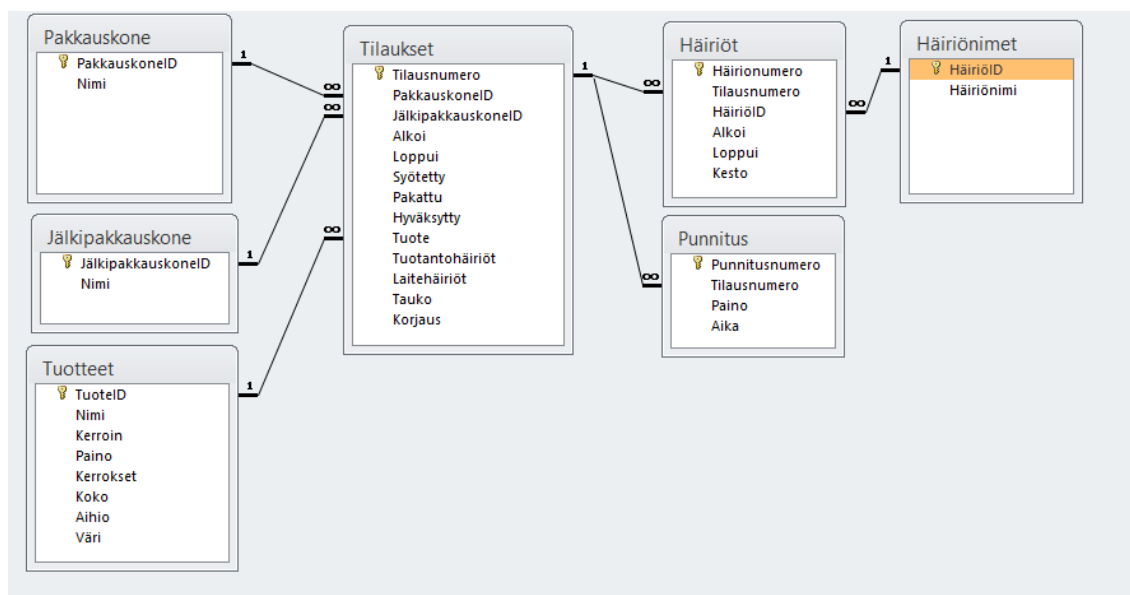 Pakkauskone
PakkauskoneID
Nimi
Jälkipakkauskone
JälkipakkauskoneID
Nimi
Tuotteet
TuoteID
Nimi
Kerroin
Paino
Kerrokset
Koko
Aihio
Väri
1
1
1
∞
∞
∞
Tilaukset
Tilausnumero
PakkauskoneID
JälkipakkauskoneID
Alkoi
Loppui
Syötetty
Pakattu
Hyväksytty
Tuote
Tuotantohäiriöt
Laitehäiriöt
Tauko
Korjaus
1
∞
∞
Häiriöt
Häirionumero
Tilausnumero
HäiriöID
Alkoi
Loppui
Kesto
Punnitus
Punnitusnumero
Tilausnumero
Paino
Aika
∞
1
Häiriönimet
HäiriöID
Häiriönimi